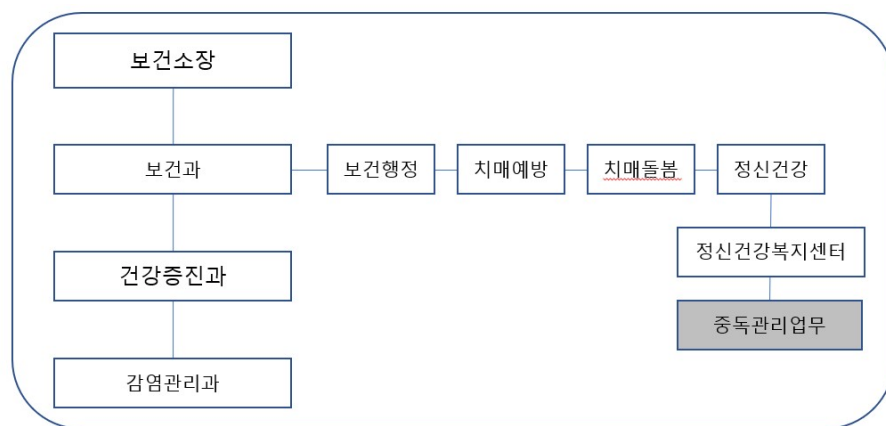 보건소장
보건과
보건행정
치매예방
치매돌봄
정신건강
정신건강복지센터
중독관리업무
건강증진과
감염관리과